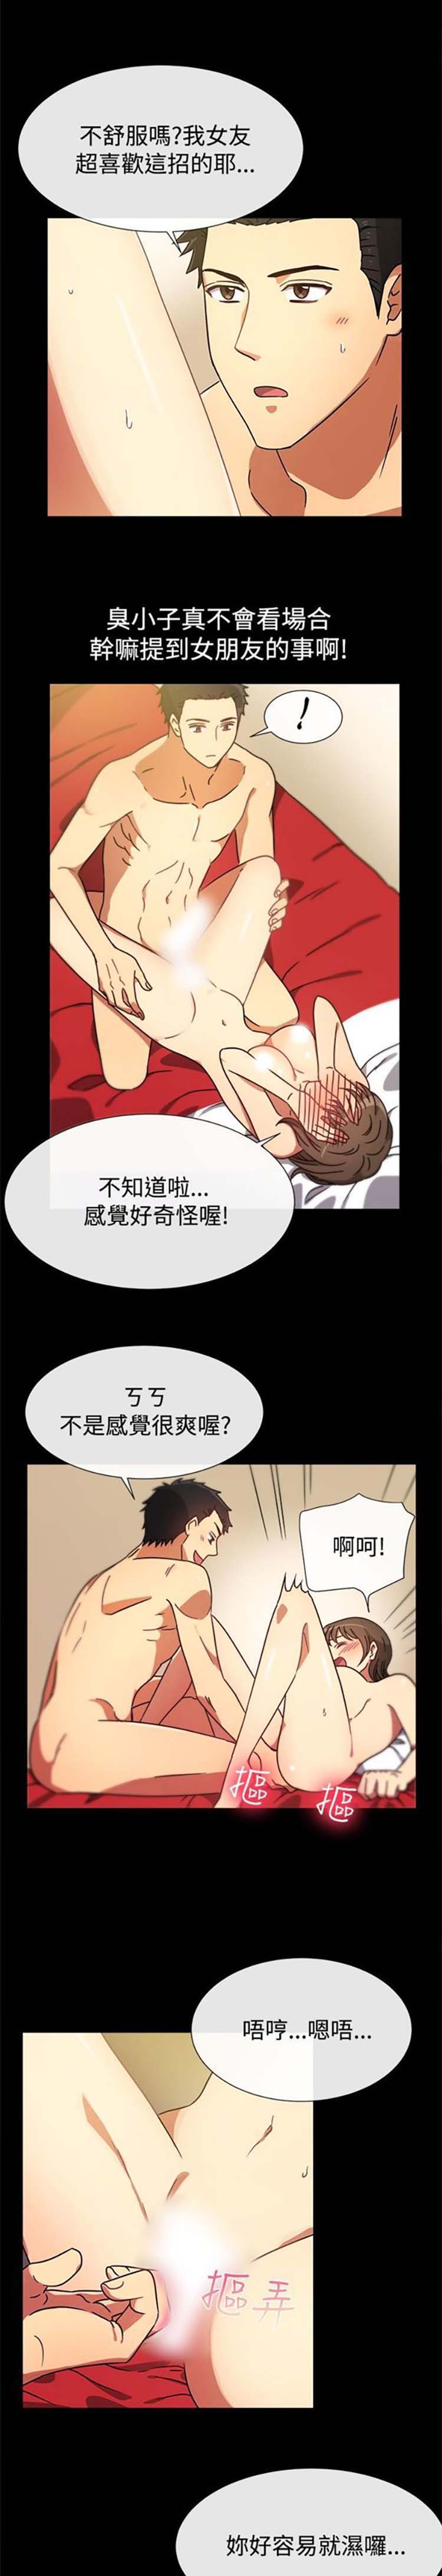 不舒服嗎?我女友
超喜歡這招的耶...
臭小子真不會看場合
幹嘛提到女朋友的事啊!
!
不知道啦...
感覺好奇怪喔!
ㄎㄎ
不是感覺很爽喔?
啊呵!
摳
摳
唔哼...嗯唔...
摳弄
妳好容易就濕囉...